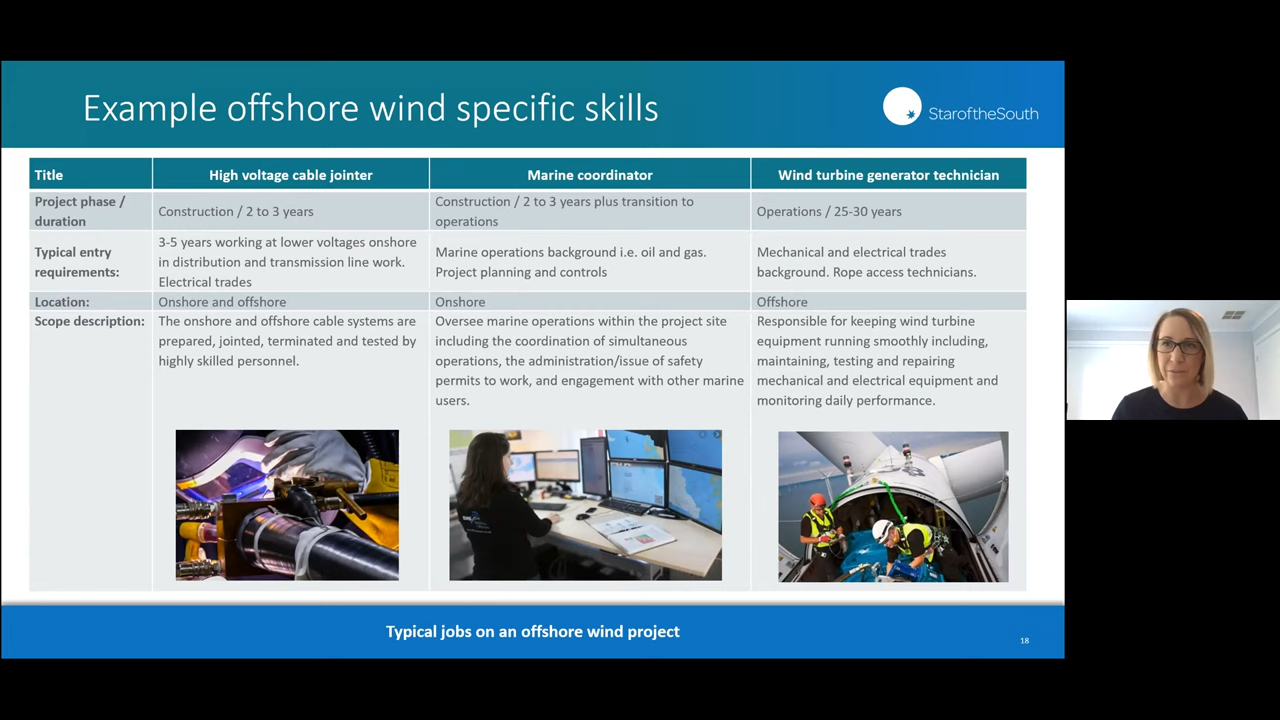 Example offshore wind specific skills
StaroftheSouth
Title
High voltage cable jointer
Marine coordinator
Wind turbine generator technician
Project phase /
duration
Construction / 2 to 3 years
Construction / 2 to 3 years plus transition to
operations
Operations / 25-30 years
Typical entry
requirements:
3-5 years working at lower voltages onshore
in distribution and transmission line work.
Electrical trades
Marine operations background i.e. oil and gas.
Project planning and controls
Mechanical and electrical trades
background. Rope access technicians.
Location:
Onshore and offshore
Onshore
Offshore
Scope description:
The onshore and offshore cable systems are
prepared, jointed, terminated and tested by
highly skilled personnel.
Oversee marine operations within the project site
including the coordination of simultaneous
operations, the administration/issue of safety
permits to work, and engagement with other marine
users.
Responsible for keeping wind turbine
equipment running smoothly including,
maintaining, testing and repairing
mechanical and electrical equipment and
monitoring daily performance.
Typical jobs on an offshore wind project
18